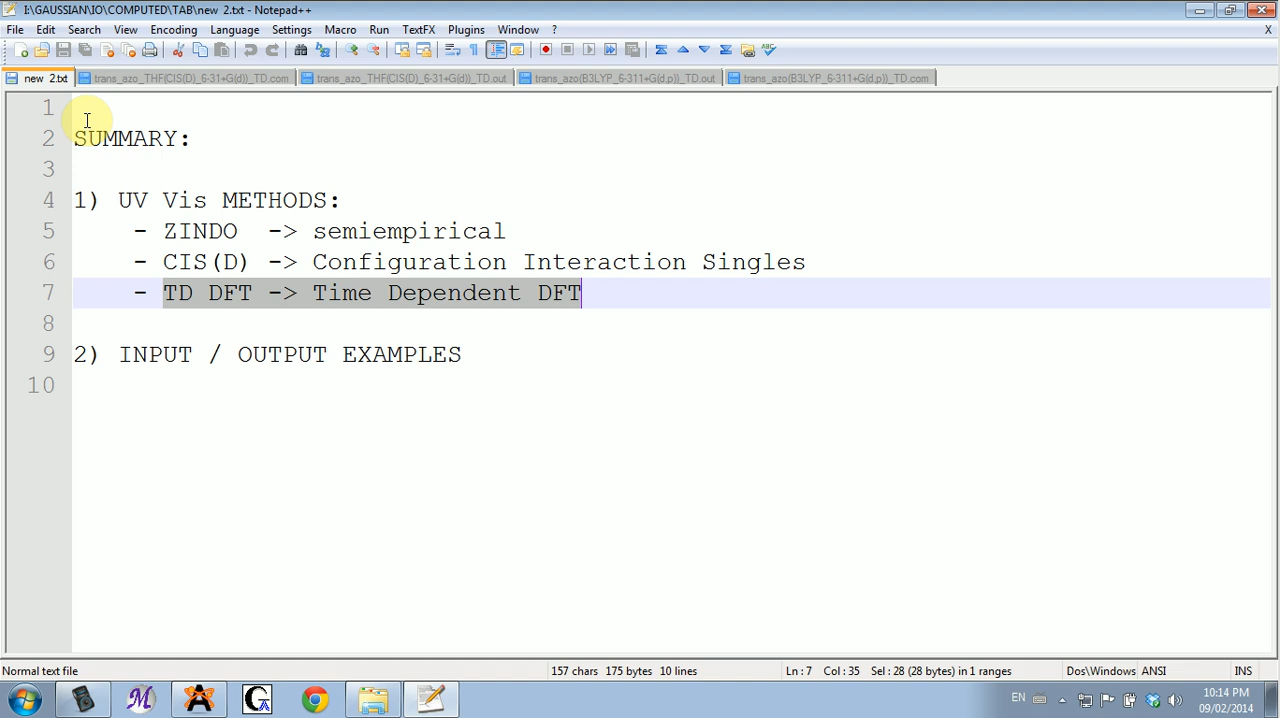 I:\GAUSSIAN\IO\COMPUTED\TAB\new 2.txt - Notepad++
File Edit Search View Encoding Language Settings Macro Run TextFX Plugins Window ? X
new 2.txt trans_azo_THF(CIS(D)_6-31+G(d))_TD.com trans_azo_THF(CIS(D)_6-31+G(d))_TD.out trans_azo(B3LYP_6-311+G(d,p))_TD.out trans_azo(B3LYP_6-311+G(d,p))_TD.com
1
2 SUMMARY:
3
4 1) UV Vis METHODS:
5 - ZINDO -> semiempirical
6 - CIS(D) -> Configuration Interaction Singles
7 - TD DFT -> Time Dependent DFT
8
9 2) INPUT / OUTPUT EXAMPLES
10
Normal text file 157 chars 175 bytes 10 lines Ln : 7 Col : 35 Sel : 28 (28 bytes) in 1 ranges Dos\Windows ANSI INS
EN 10:14 PM
09/02/2014